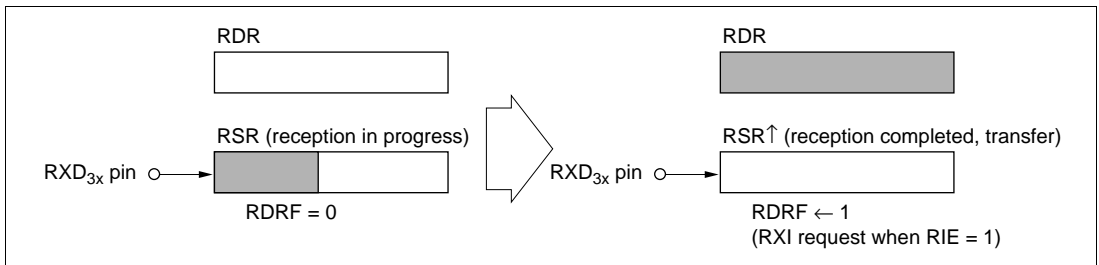 RDR
RSR (reception in progress)
RXD3x pin
RDRF = 0
RDR
RSR↑ (reception completed, transfer)
RXD3x pin
RDRF ← 1
(RXI request when RIE = 1)